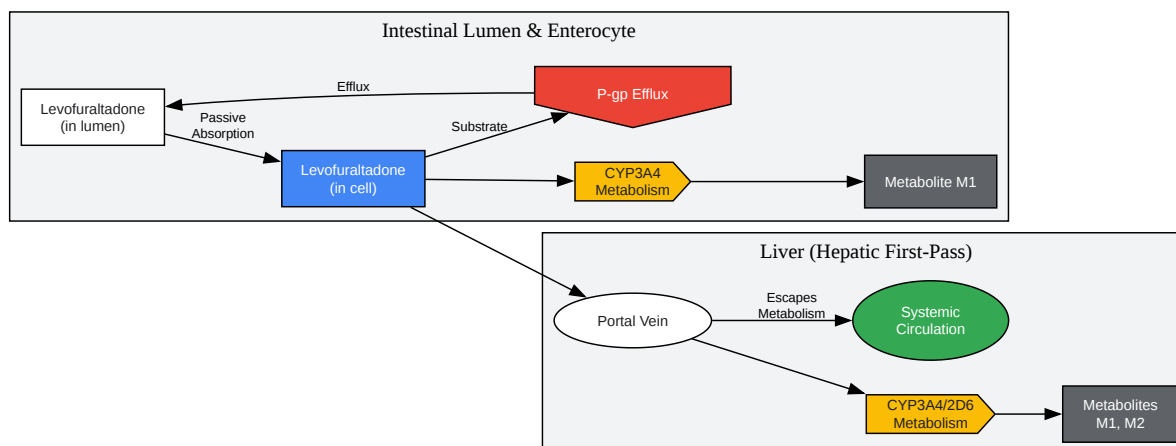 Intestinal Lumen & Enterocyte
Levofuraltadone
(in lumen)
Efflux
P-gp Efflux
Passive
Absorption
Substrate
Levofuraltadone
(in cell)
CYP3A4
Metabolism
Metabolite M1
Liver (Hepatic First-Pass)
Portal Vein
Escapes
Metabolism
Systemic
Circulation
CYP3A4/2D6
Metabolism
Metabolites
M1, M2